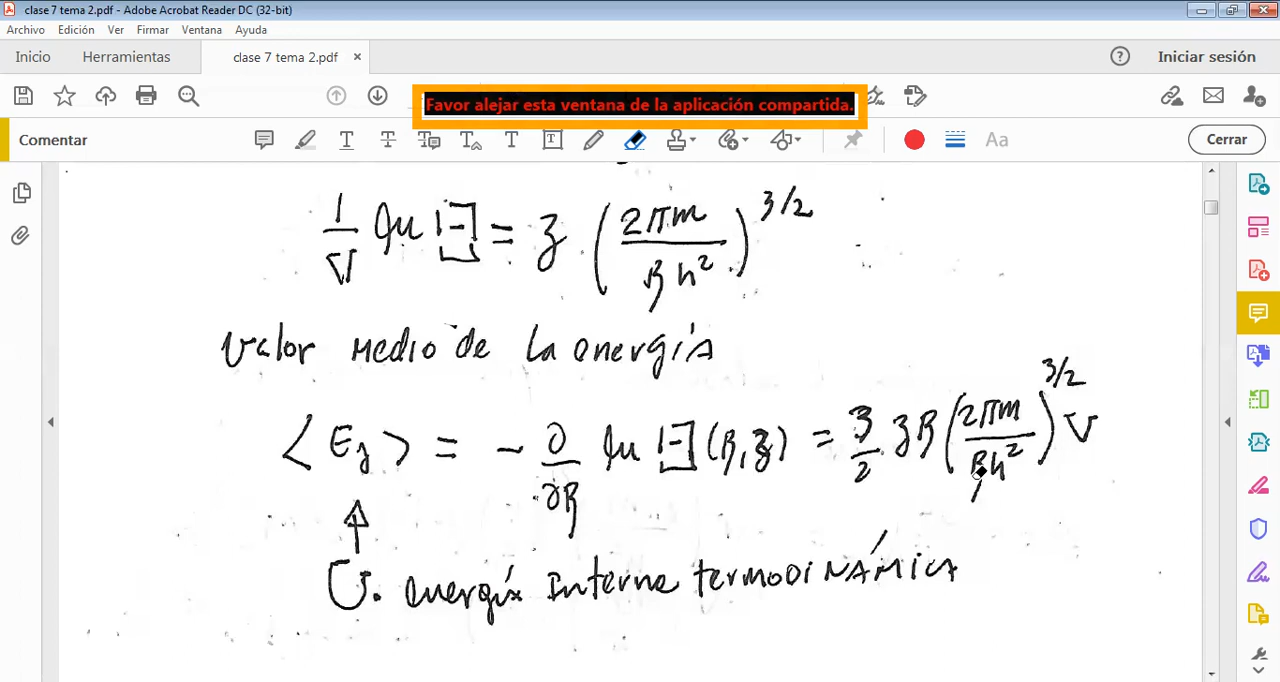 clase 7 tema 2.pdf - Adobe Acrobat Reader DC (32-bit)
Archivo Edición Ver Firmar Ventana Ayuda
Inicio Herramientas clase 7 tema 2.pdf × Iniciar sesión
Favor alejar esta ventana de la aplicación compartida.
Comentar Aa Cerrar
1/V ln Ξ = z (2πm / βh²)^3/2
Valor medio de la energía
⟨Ej⟩ = - ∂/∂β ln Ξ (β, z) = 3/2 z β (2πm / βh²)^3/2 V
U. energía interna termodinámica